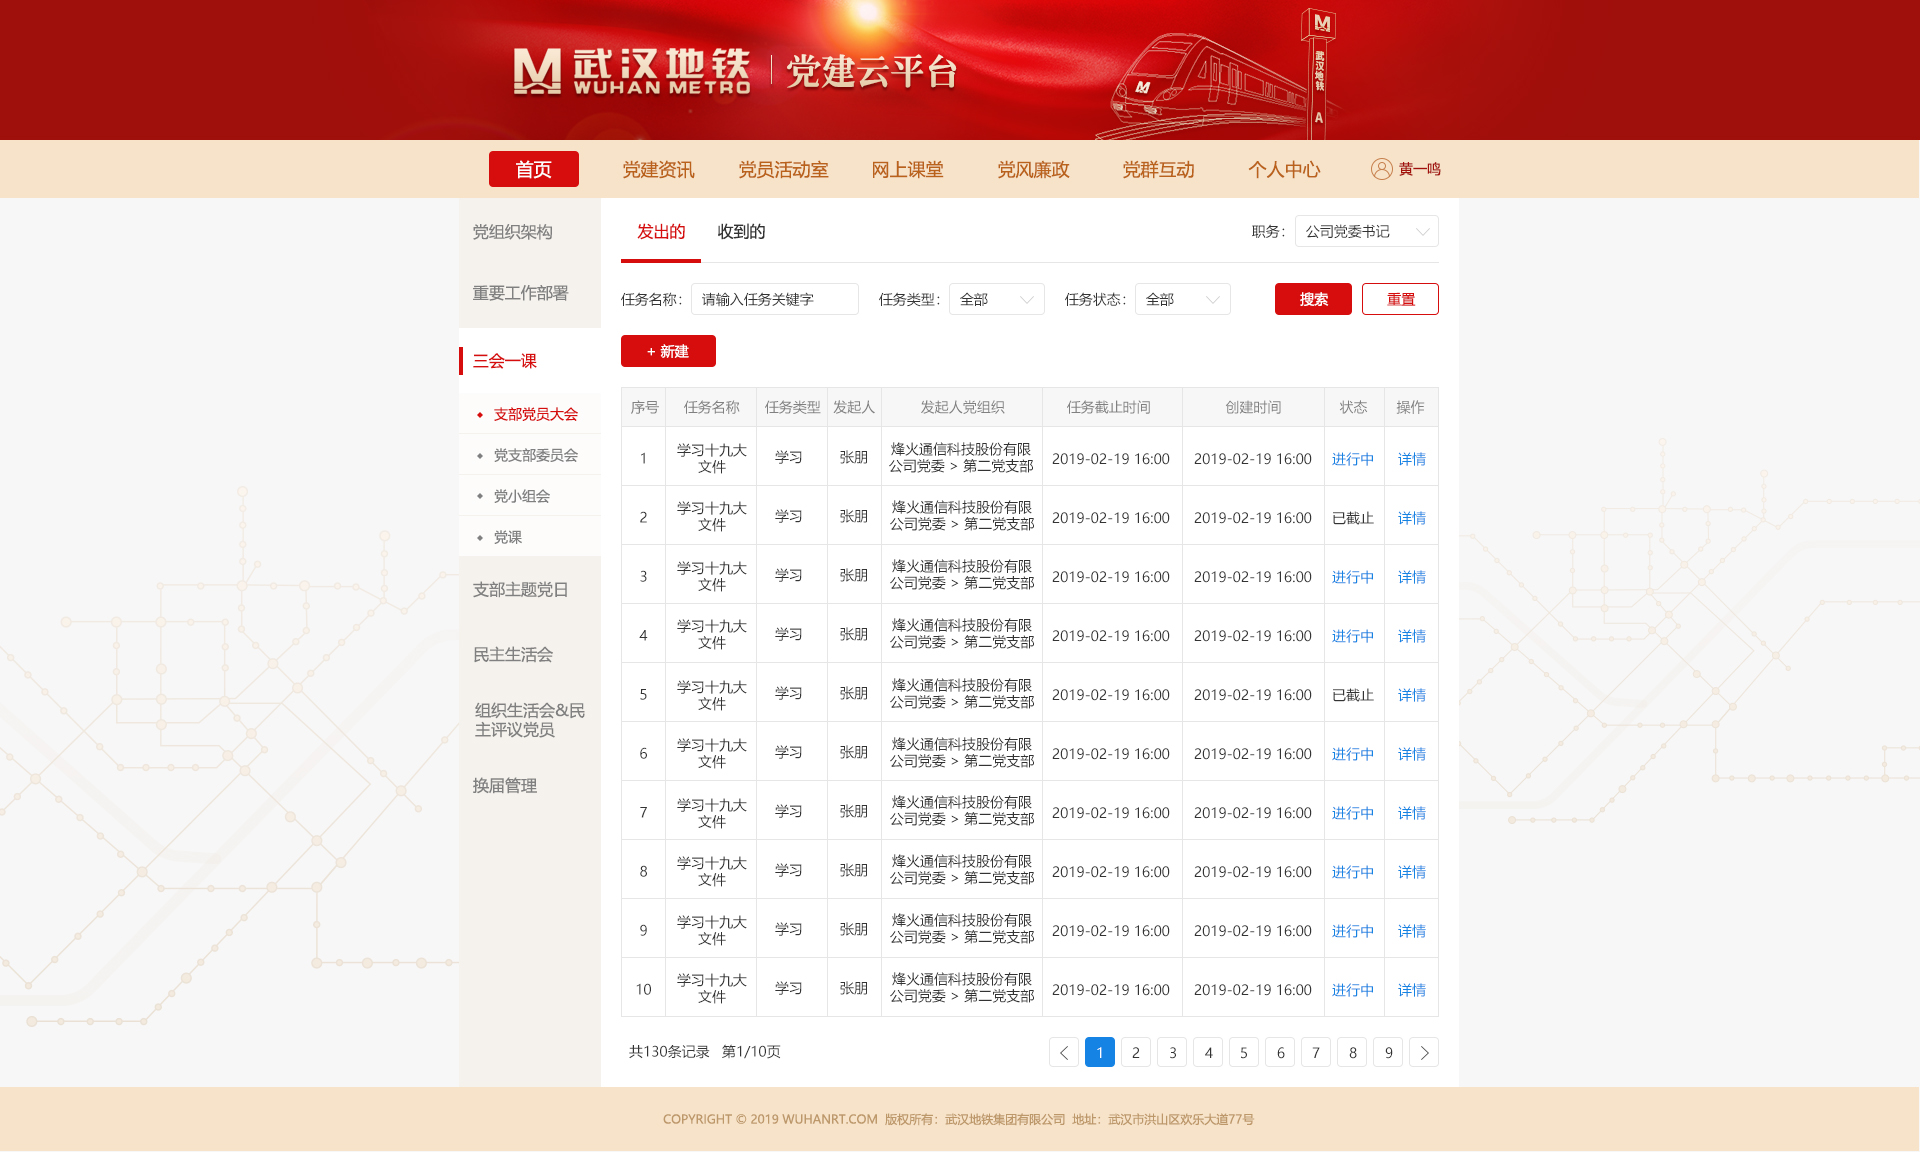 武汉地铁
WUHAN METRO
党建云平台
武汉地铁
A
首页 党建资讯 党员活动室 网上课堂 党风廉政 党群互动 个人中心 黄一鸣
党组织架构
重要工作部署
三会一课
支部党员大会
党支部委员会
党小组会
党课
支部主题党日
民主生活会
组织生活会&民
主评议党员
换届管理
发出的 收到的 职务： 公司党委书记
任务名称： 请输入任务关键字 任务类型： 全部 任务状态： 全部 搜索 重置
+ 新建
序号 任务名称 任务类型 发起人 发起人党组织 任务截止时间 创建时间 状态 操作
1 学习十九大文件 学习 张朋 烽火通信科技股份有限公司党委 > 第二党支部 2019-02-19 16:00 2019-02-19 16:00 进行中 详情
2 学习十九大文件 学习 张朋 烽火通信科技股份有限公司党委 > 第二党支部 2019-02-19 16:00 2019-02-19 16:00 已截止 详情
3 学习十九大文件 学习 张朋 烽火通信科技股份有限公司党委 > 第二党支部 2019-02-19 16:00 2019-02-19 16:00 进行中 详情
4 学习十九大文件 学习 张朋 烽火通信科技股份有限公司党委 > 第二党支部 2019-02-19 16:00 2019-02-19 16:00 进行中 详情
5 学习十九大文件 学习 张朋 烽火通信科技股份有限公司党委 > 第二党支部 2019-02-19 16:00 2019-02-19 16:00 已截止 详情
6 学习十九大文件 学习 张朋 烽火通信科技股份有限公司党委 > 第二党支部 2019-02-19 16:00 2019-02-19 16:00 进行中 详情
7 学习十九大文件 学习 张朋 烽火通信科技股份有限公司党委 > 第二党支部 2019-02-19 16:00 2019-02-19 16:00 进行中 详情
8 学习十九大文件 学习 张朋 烽火通信科技股份有限公司党委 > 第二党支部 2019-02-19 16:00 2019-02-19 16:00 进行中 详情
9 学习十九大文件 学习 张朋 烽火通信科技股份有限公司党委 > 第二党支部 2019-02-19 16:00 2019-02-19 16:00 进行中 详情
10 学习十九大文件 学习 张朋 烽火通信科技股份有限公司党委 > 第二党支部 2019-02-19 16:00 2019-02-19 16:00 进行中 详情
共130条记录 第1/10页 1 2 3 4 5 6 7 8 9
COPYRIGHT © 2019 WUHANRT.COM 版权所有：武汉地铁集团有限公司 地址：武汉市洪山区欢乐大道77号